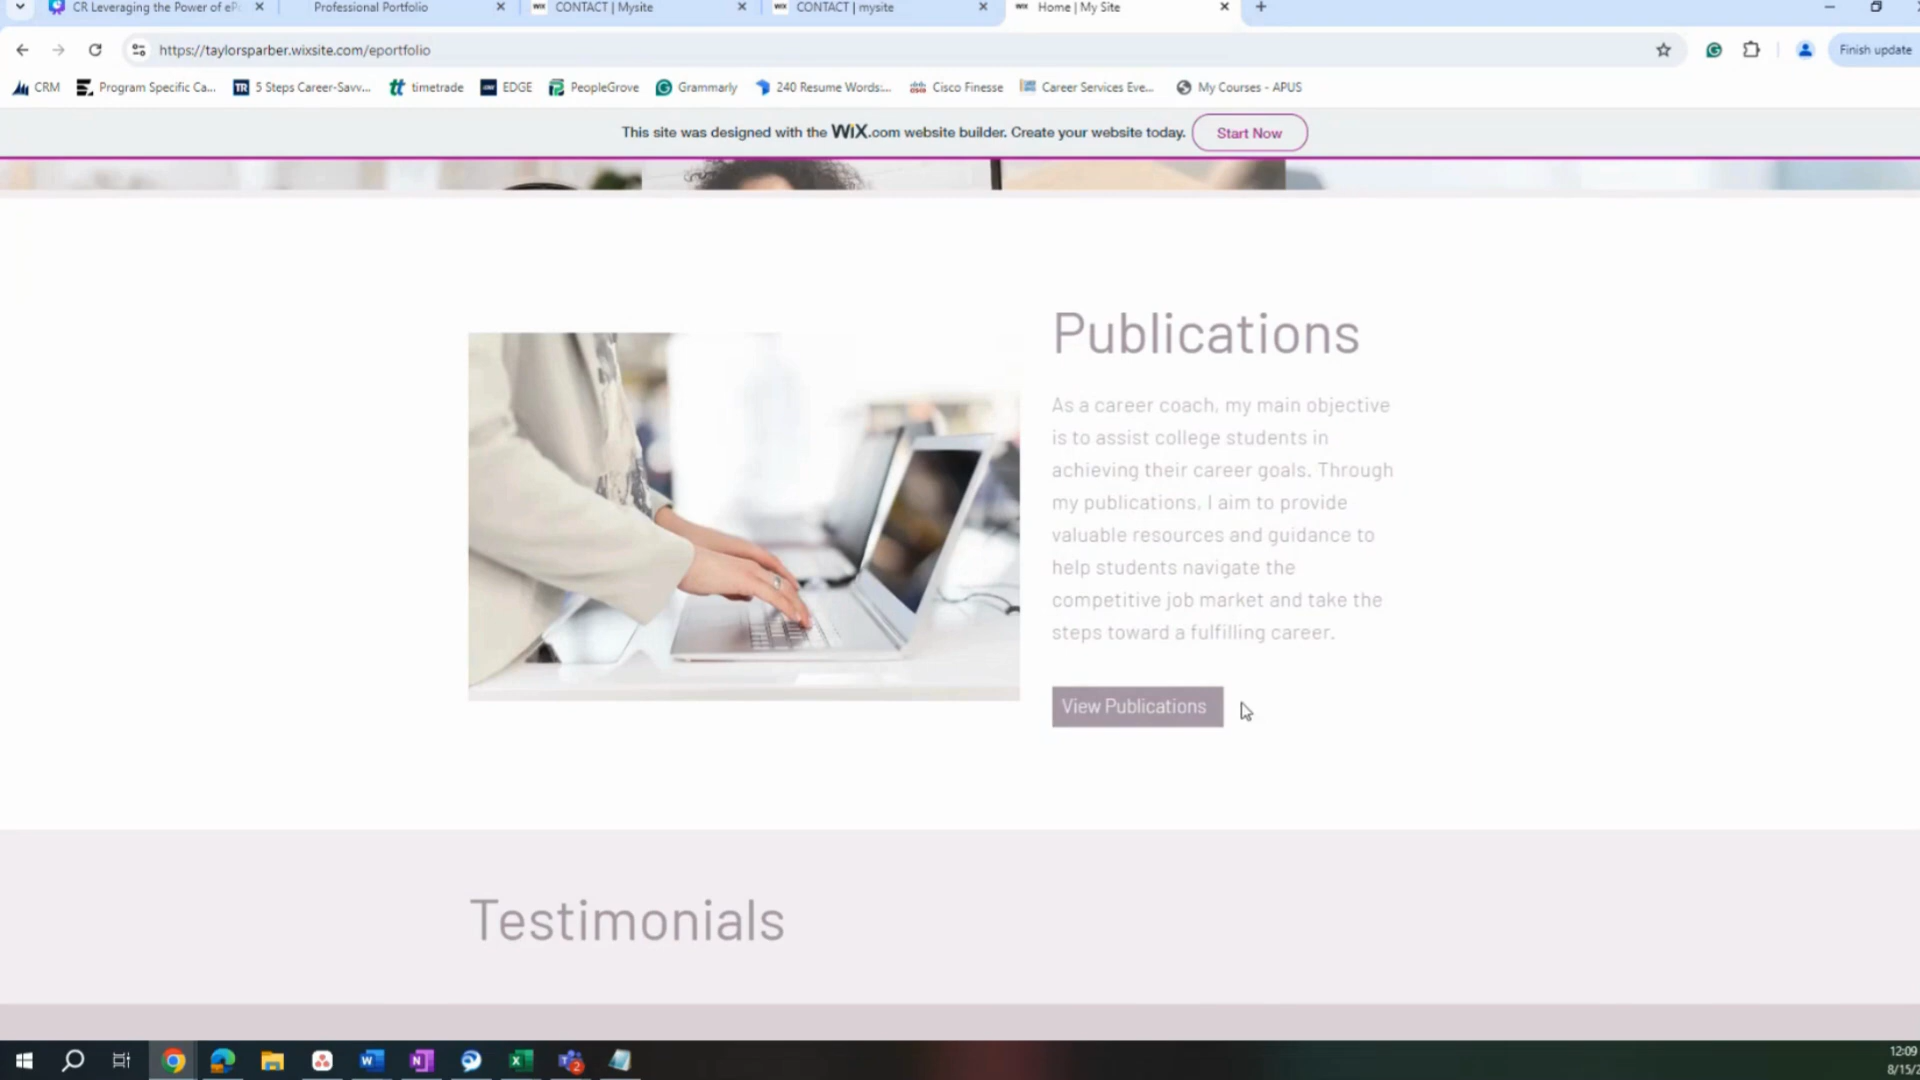 CR Leveraging the Power of eP
Professional Portfolio
WIX CONTACT | Mysite
WIX CONTACT | mysite
WIX Home | My Site
https://taylorsparber.wixsite.com/eportfolio
Finish update
CRM
Program Specific Ca...
TR 5 Steps Career-Savv...
tt timetrade
EDGE
PeopleGrove
Grammarly
240 Resume Words:...
Cisco Finesse
Career Services Eve...
My Courses - APUS
This site was designed with the WiX.com website builder. Create your website today.
Start Now
Publications
As a career coach, my main objective
is to assist college students in
achieving their career goals. Through
my publications, I aim to provide
valuable resources and guidance to
help students navigate the
competitive job market and take the
steps toward a fulfilling career.
View Publications
Testimonials
12:09
8/15/2